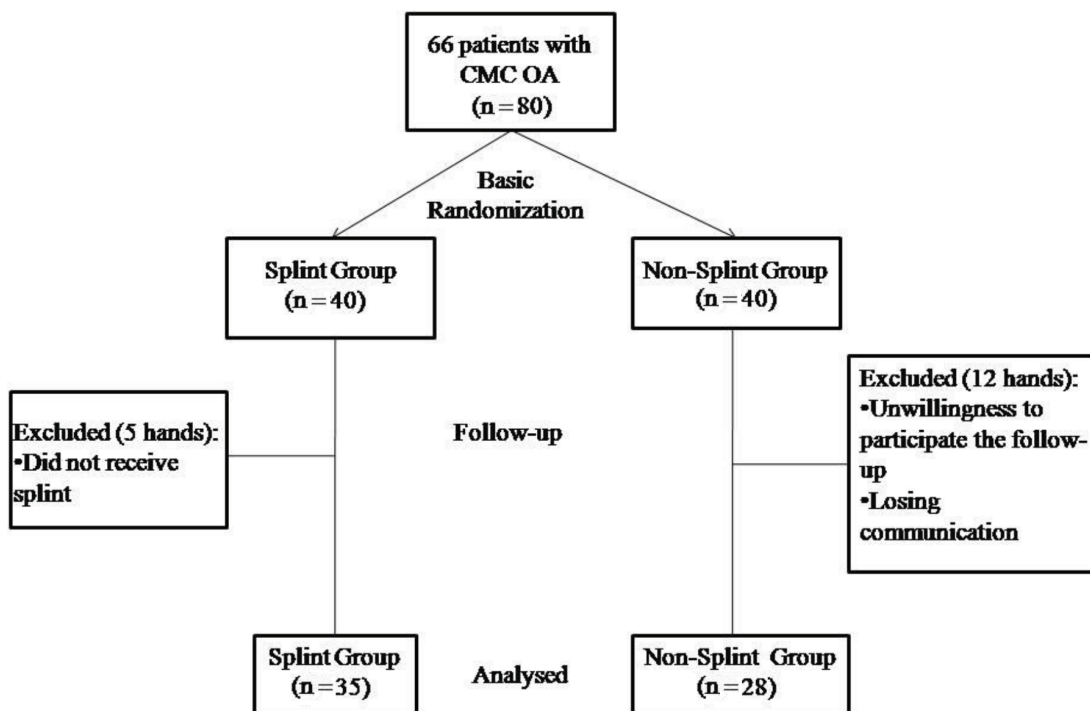 66 patients with
CMC OA
(n = 80)
Basic
Randomization
Splint Group
(n = 40)
Non-Splint Group
(n = 40)
Excluded (5 hands):
•Did not receive
splint
Follow-up
Excluded (12 hands):
•Unwillingness to
participate the follow-
up
•Losing
communication
Splint Group
(n =35)
Analysed
Non-Splint Group
(n =28)